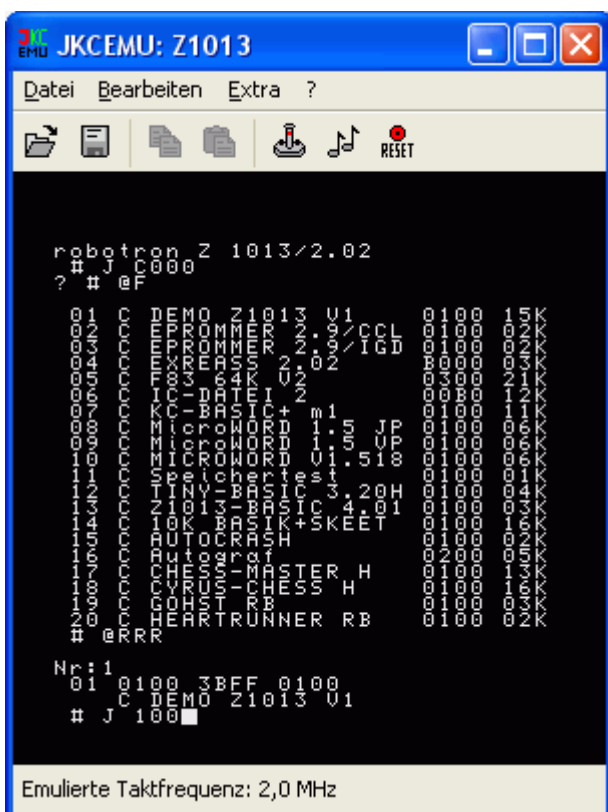 JKC EMU JKCEMU: Z1013
Datei Bearbeiten Extra ?
RESET
robotron Z 1013/2.02
# J C000
? # @F
01 C DEMO Z1013 V1 0100 15K
02 C EPROMMER 2.9/CCL 0100 02K
03 C EPROMMER 2.9/IGD 0100 02K
04 C EXREASS 2.02 B000 03K
05 C F83 64K V2 0300 21K
06 C IC-DATEI 2 00B0 12K
07 C KC-BASIC+ m1 0100 11K
08 C MicroWORD 1.5 JP 0100 06K
09 C MicroWORD 1.5 VP 0100 06K
10 C MICROWORD V1.518 0100 06K
11 C Speichertest 0100 01K
12 C TINY-BASIC 3.20H 0100 04K
13 C Z1013-BASIC 4.01 0100 03K
14 C 10K BASIK+SKEET 0100 16K
15 C AUTOCRASH 0100 02K
16 C Autograf 0200 05K
17 C CHESS-MASTER H 0100 13K
18 C CYRUS-CHESS H 0100 16K
19 C GOHST RB 0100 03K
20 C HEARTRUNNER RB 0100 02K
# @RRR
Nr:1
01 0100 3BFF 0100
C DEMO Z1013 V1
# J 100
Emulierte Taktfrequenz: 2,0 MHz